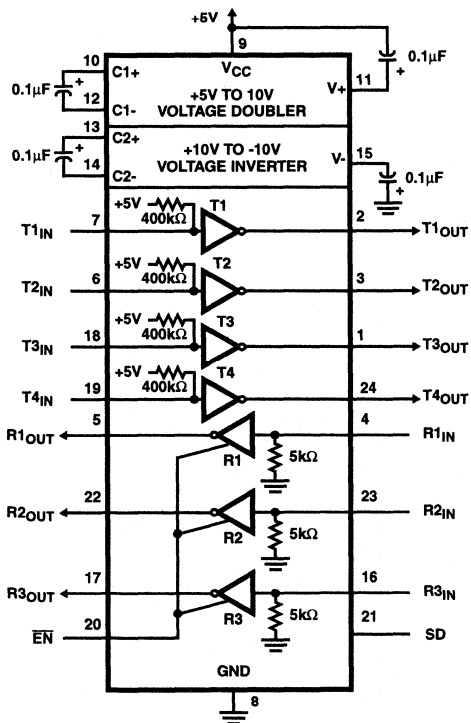 +5V
9
VCC
10
C1+
0.1µF
+
12
C1-
+5V TO 10V
VOLTAGE DOUBLER
V+
11
0.1µF
+
13
C2+
0.1µF
+
14
C2-
+10V TO -10V
VOLTAGE INVERTER
V-
15
0.1µF
+
+5V
400kΩ
T1
T1IN
7
2
T1OUT
+5V
400kΩ
T2
T2IN
6
3
T2OUT
+5V
400kΩ
T3
T3IN
18
1
T3OUT
+5V
400kΩ
T4
T4IN
19
24
T4OUT
R1OUT
5
R1
5kΩ
4
R1IN
R2OUT
22
R2
5kΩ
23
R2IN
R3OUT
17
R3
5kΩ
16
R3IN
EN
20
21
SD
GND
8